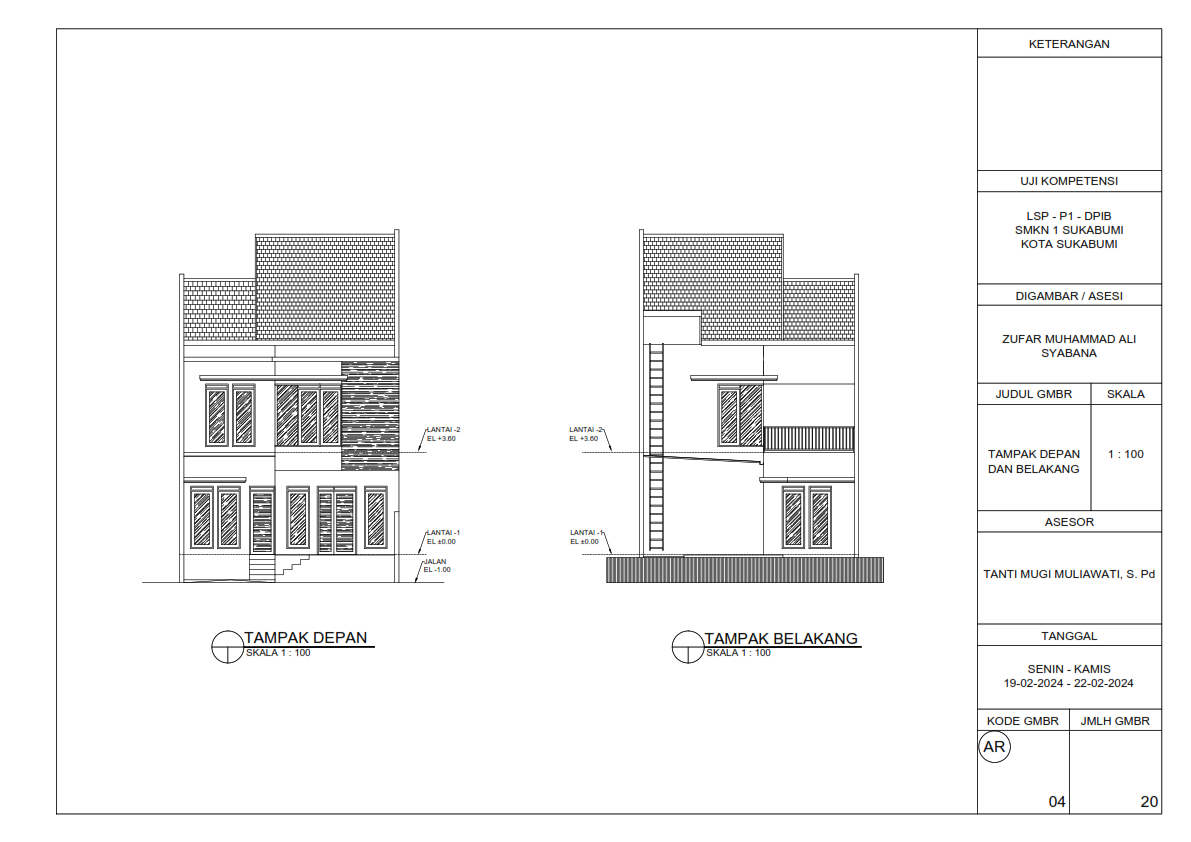 KETERANGAN
UJI KOMPETENSI
LSP - P1 - DPIB
SMKN 1 SUKABUMI
KOTA SUKABUMI
DIGAMBAR / ASESI
ZUFAR MUHAMMAD ALI
SYABANA
JUDUL GMBR
SKALA
TAMPAK DEPAN
DAN BELAKANG
1 : 100
ASESOR
TANTI MUGI MULIAWATI, S. Pd
TANGGAL
SENIN - KAMIS
19-02-2024 - 22-02-2024
KODE GMBR
JMLH GMBR
AR
04
20
LANTAI -2
EL +3.60
LANTAI -1
EL ±0.00
JALAN
EL -1.00
TAMPAK DEPAN
SKALA 1 : 100
LANTAI -2
EL +3.60
LANTAI -1
EL ±0.00
TAMPAK BELAKANG
SKALA 1 : 100